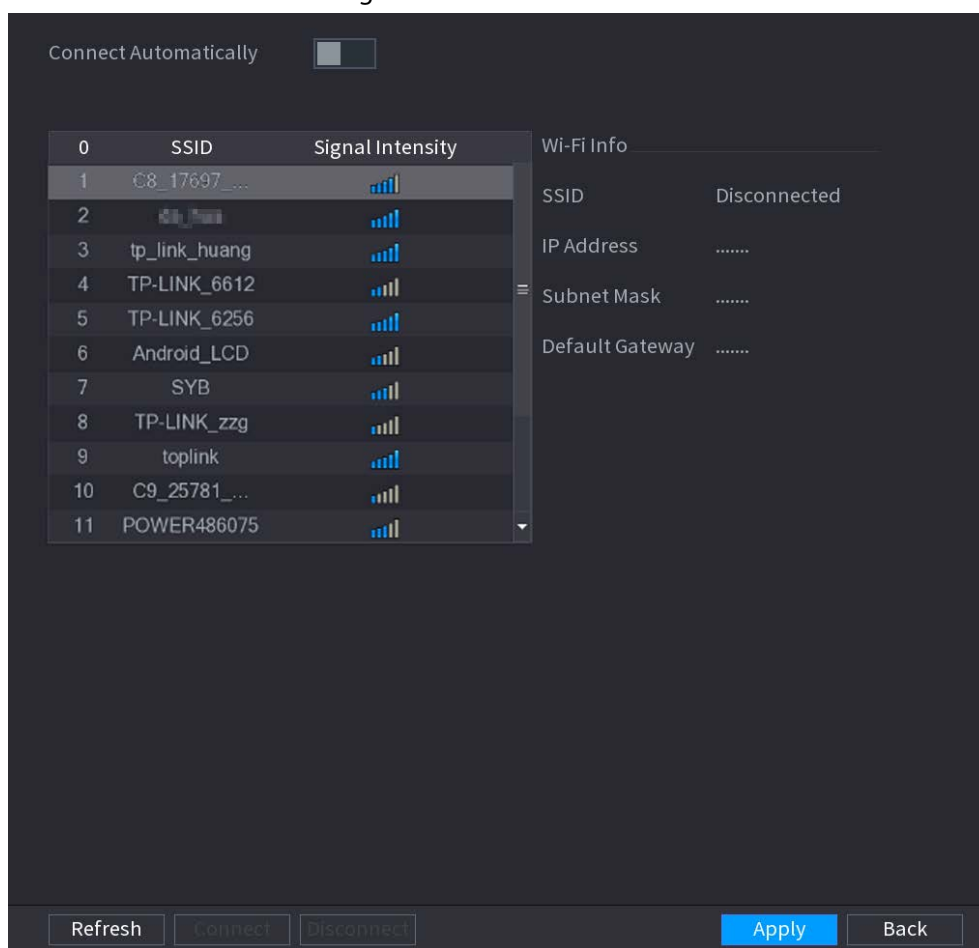 Connect Automatically
0 SSID Signal Intensity
1 C8_17697_...
2
3 tp_link_huang
4 TP-LINK_6612
5 TP-LINK_6256
6 Android_LCD
7 SYB
8 TP-LINK_zzg
9 toplink
10 C9_25781_...
11 POWER486075
Wi-Fi Info
SSID Disconnected
IP Address .......
Subnet Mask .......
Default Gateway .......
Refresh Connect Disconnect Apply Back